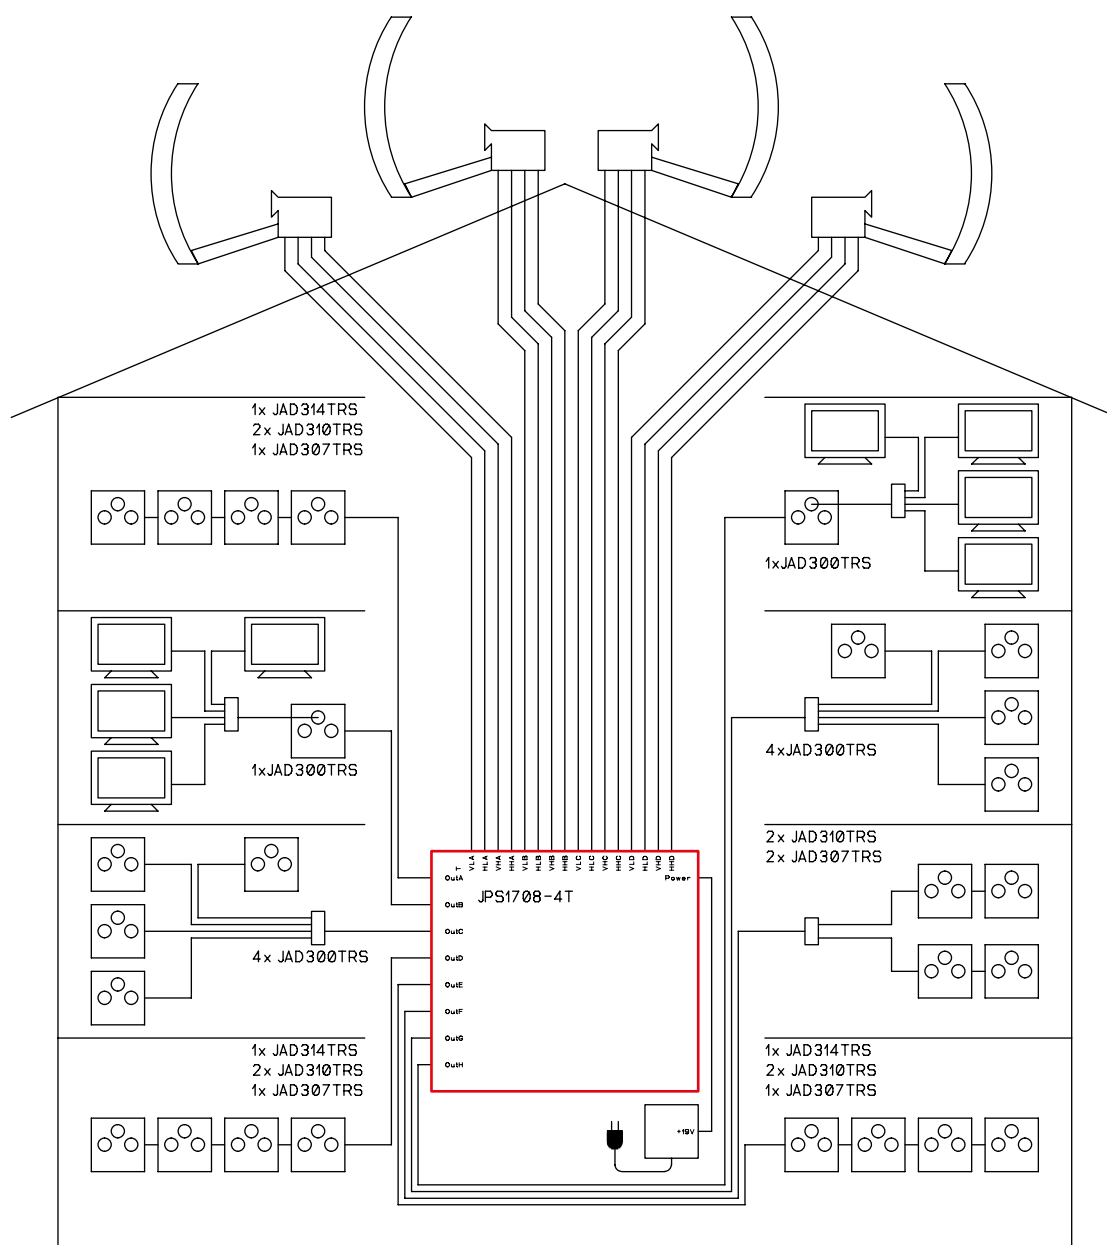 1x JAD314TRS
2x JAD310TRS
1x JAD307TRS
1xJAD300TRS
1xJAD300TRS
4xJAD300TRS
2x JAD310TRS
2x JAD307TRS
4x JAD300TRS
T
VLA
HLA
VHA
HHA
VLB
HLB
VHB
HHB
VLC
HLC
VHC
HHC
VLD
HLD
VHD
HHD
Power
JPS1708-4T
OutA
OutB
OutC
OutD
OutE
OutF
OutG
OutH
1x JAD314TRS
2x JAD310TRS
1x JAD307TRS
1x JAD314TRS
2x JAD310TRS
1x JAD307TRS
+19V